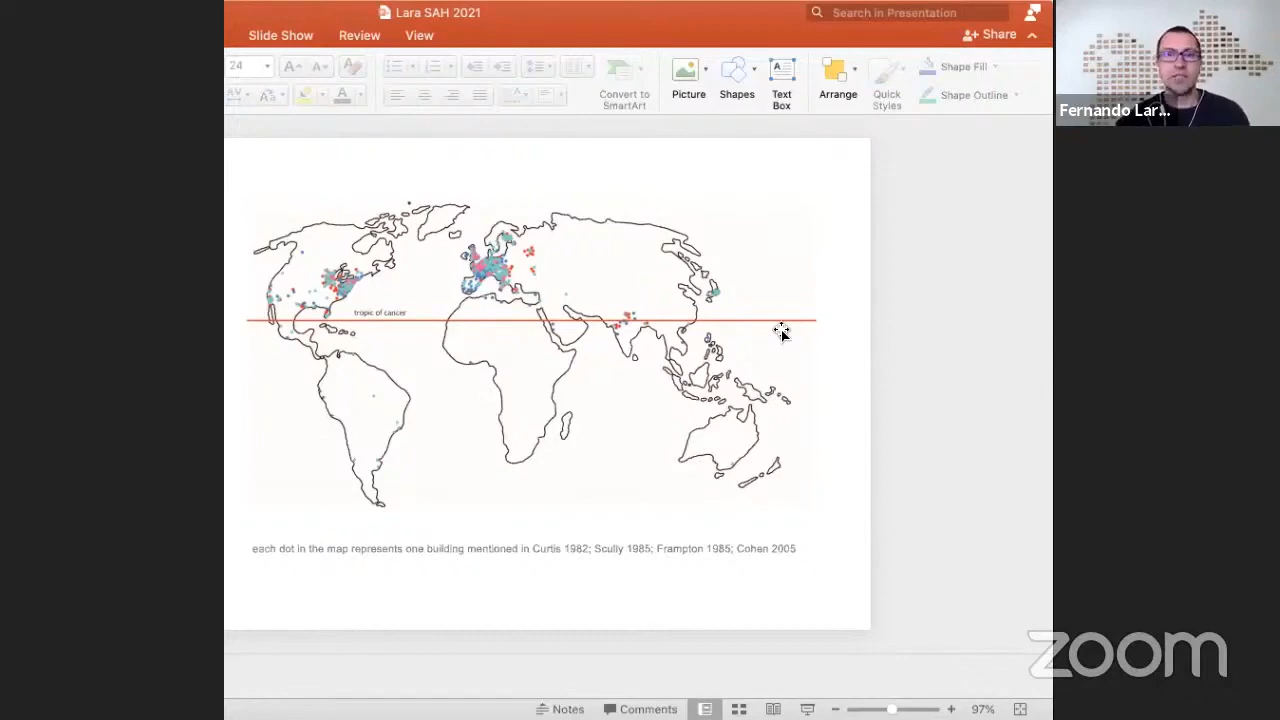 Lara SAH 2021
Search in Presentation
Slide Show Review View
Share
24
Convert to
SmartArt
Picture
Shapes
Text
Box
Arrange
Quick
Styles
Shape Fill
Shape Outline
Fernando Lar...
tropic of cancer
each dot in the map represents one building mentioned in Curtis 1982; Scully 1985; Frampton 1985; Cohen 2005
zoom
Notes
Comments
97%